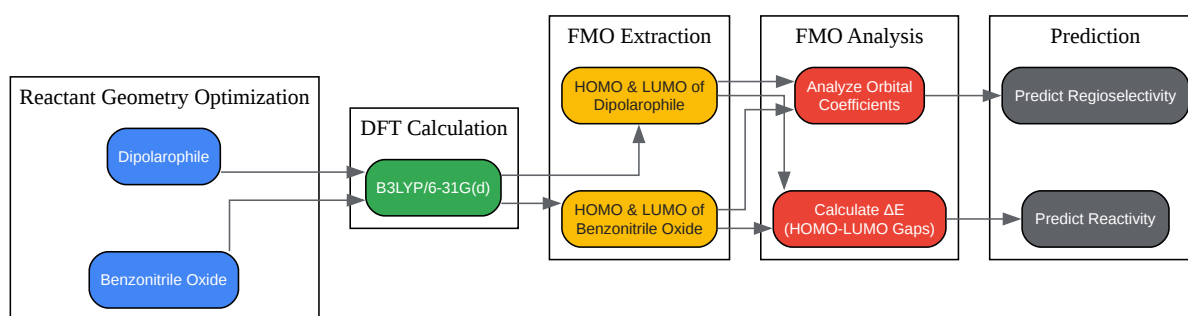 Reactant Geometry Optimization
Dipolarophile
Benzonitrile Oxide
DFT Calculation
B3LYP/6-31G(d)
FMO Extraction
HOMO & LUMO of
Dipolarophile
HOMO & LUMO of
Benzonitrile Oxide
FMO Analysis
Analyze Orbital
Coefficients
Calculate ΔE
(HOMO-LUMO Gaps)
Prediction
Predict Regioselectivity
Predict Reactivity